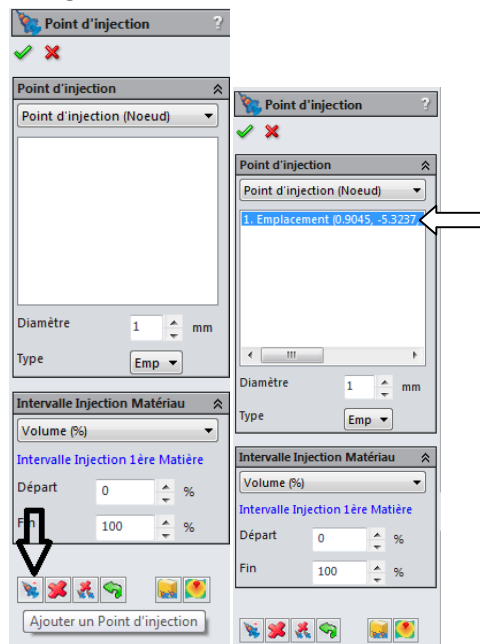 Point d'injection ?
Point d'injection
Point d'injection (Noeud)
Diamètre 1 mm
Type Emp
Intervalle Injection Matériau
Volume (%)
Intervalle Injection 1ère Matière
Départ 0 %
Fin 100 %
Ajouter un Point d'injection
Point d'injection ?
Point d'injection
Point d'injection (Noeud)
1. Emplacement (0.9045, -5.3237,
Diamètre 1 mm
Type Emp
Intervalle Injection Matériau
Volume (%)
Intervalle Injection 1ère Matière
Départ 0 %
Fin 100 %